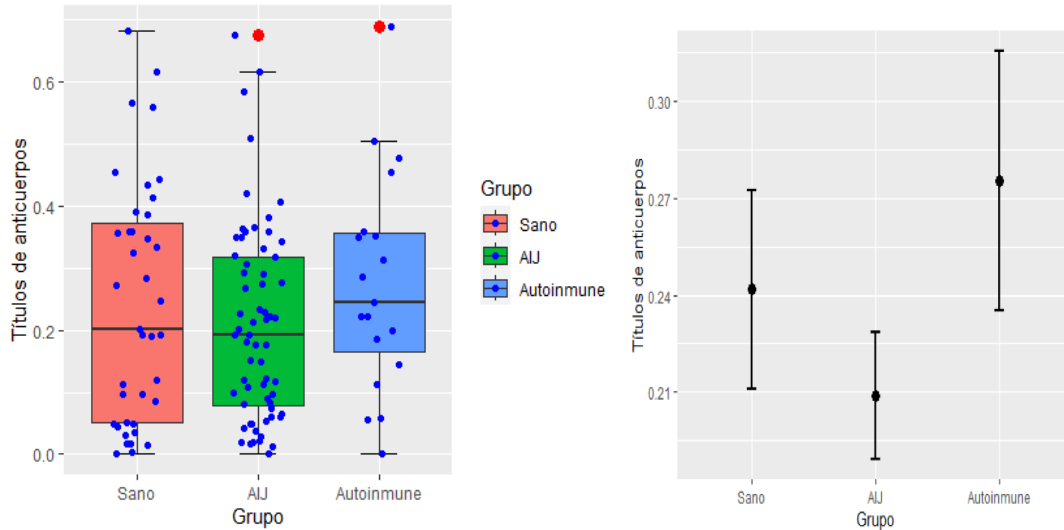 Títulos de anticuerpos
0.6
0.4
0.2
0.0
Sano
AIJ
Autoinmune
Grupo
Grupo
Sano
AIJ
Autoinmune
Títulos de anticuerpos
0.30
0.27
0.24
0.21
Sano
AIJ
Autoinmune
Grupo